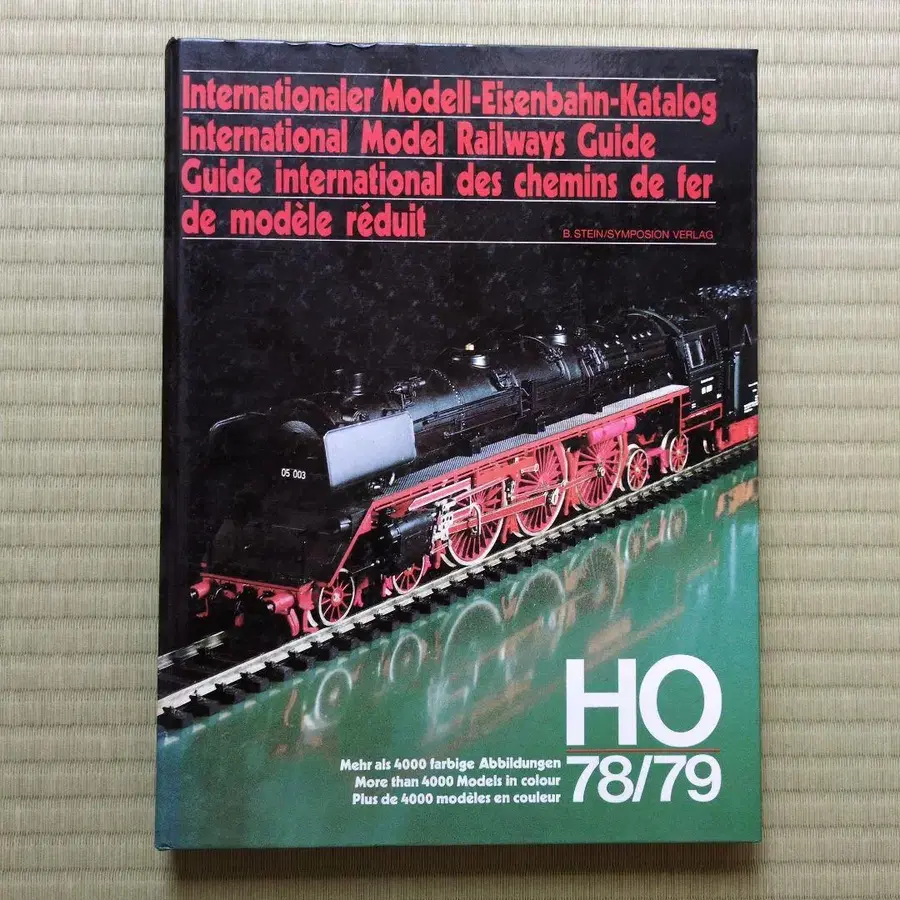 Internationaler Modell-Eisenbahn-Katalog
International Model Railways Guide
Guide international des chemins de fer
de modèle réduit
B. STEIN/SYMPOSION VERLAG
05 003
HO
Mehr als 4000 farbige Abbildungen
More than 4000 Models in colour
Plus de 4000 modèles en couleur
78/79